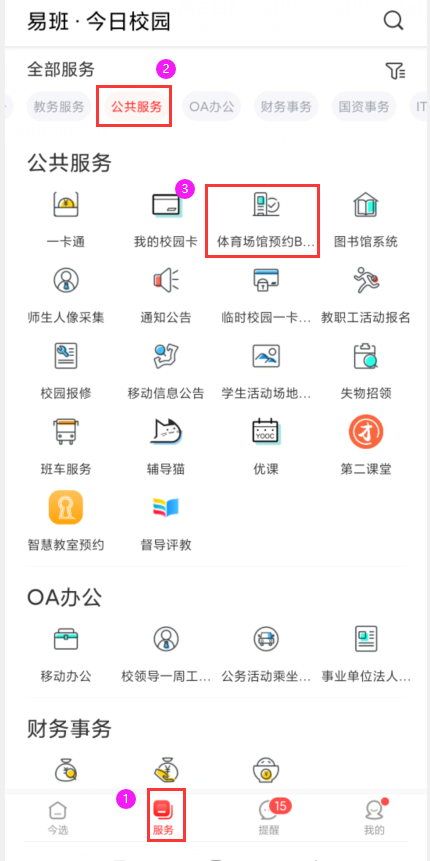 易班 · 今日校园
全部服务
2
教务服务 公共服务 OA办公 财务事务 国资事务 IT
公共服务
3
一卡通 我的校园卡 体育场馆预约B... 图书馆系统
师生人像采集 通知公告 临时校园一卡... 教职工活动报名
校园报修 移动信息公告 学生活动场地... 失物招领
YOOC
才
班车服务 辅导猫 优课 第二课堂
智慧教室预约 督导评教
OA办公
移动办公 校领导一周工... 公务活动乘坐... 事业单位法人...
财务事务
1
15
今选 服务 提醒 我的